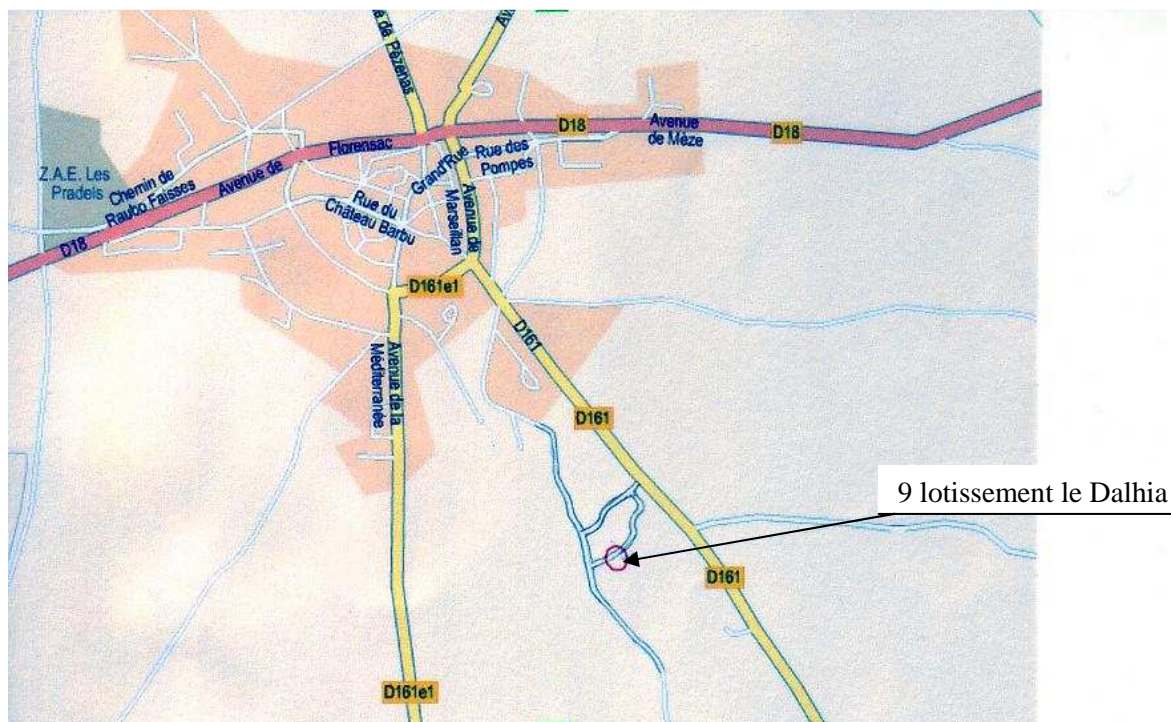 de Pézenas
D18
Avenue
de Mèze
D18
Florensac
Rue des
Pompes
Grand'Rue
Z.A.E. Les
Pradels
Chemin de
Raubo Faisses
Avenue de
Rue du
Château Barbu
Avenue de
Marseillan
D18
D161e1
D161
Avenue de la
Méditerranée
D161
9 lotissement le Dalhia
D161
D161e1